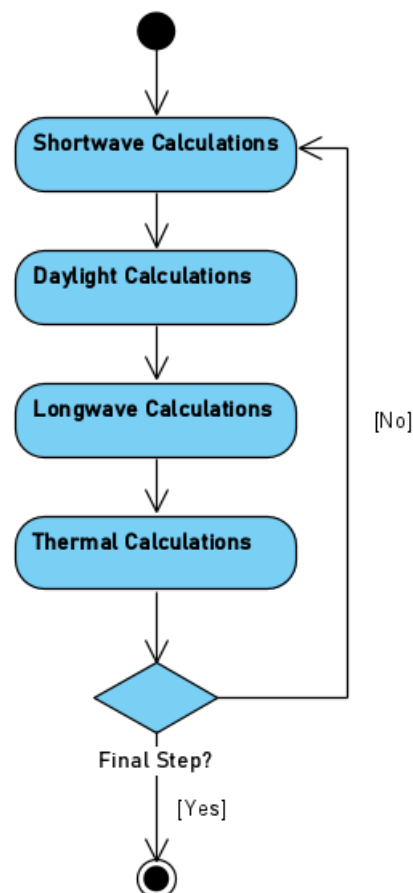 Shortwave Calculations
Daylight Calculations
Longwave Calculations
[No]
Thermal Calculations
Final Step?
[Yes]